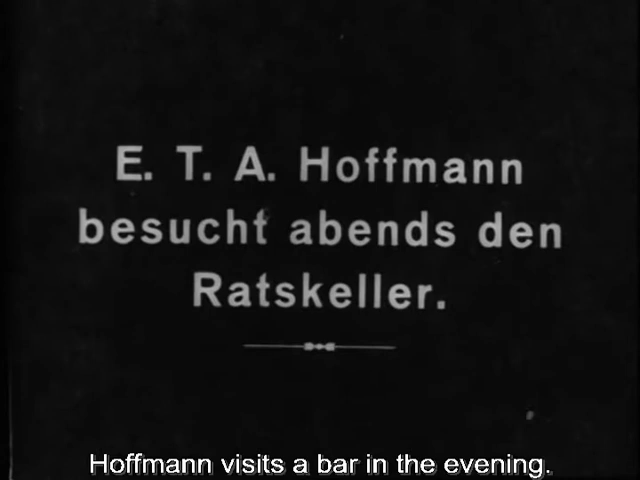 E. T. A. Hoffmann
besucht abends den
Ratskeller.
Hoffmann visits a bar in the evening.